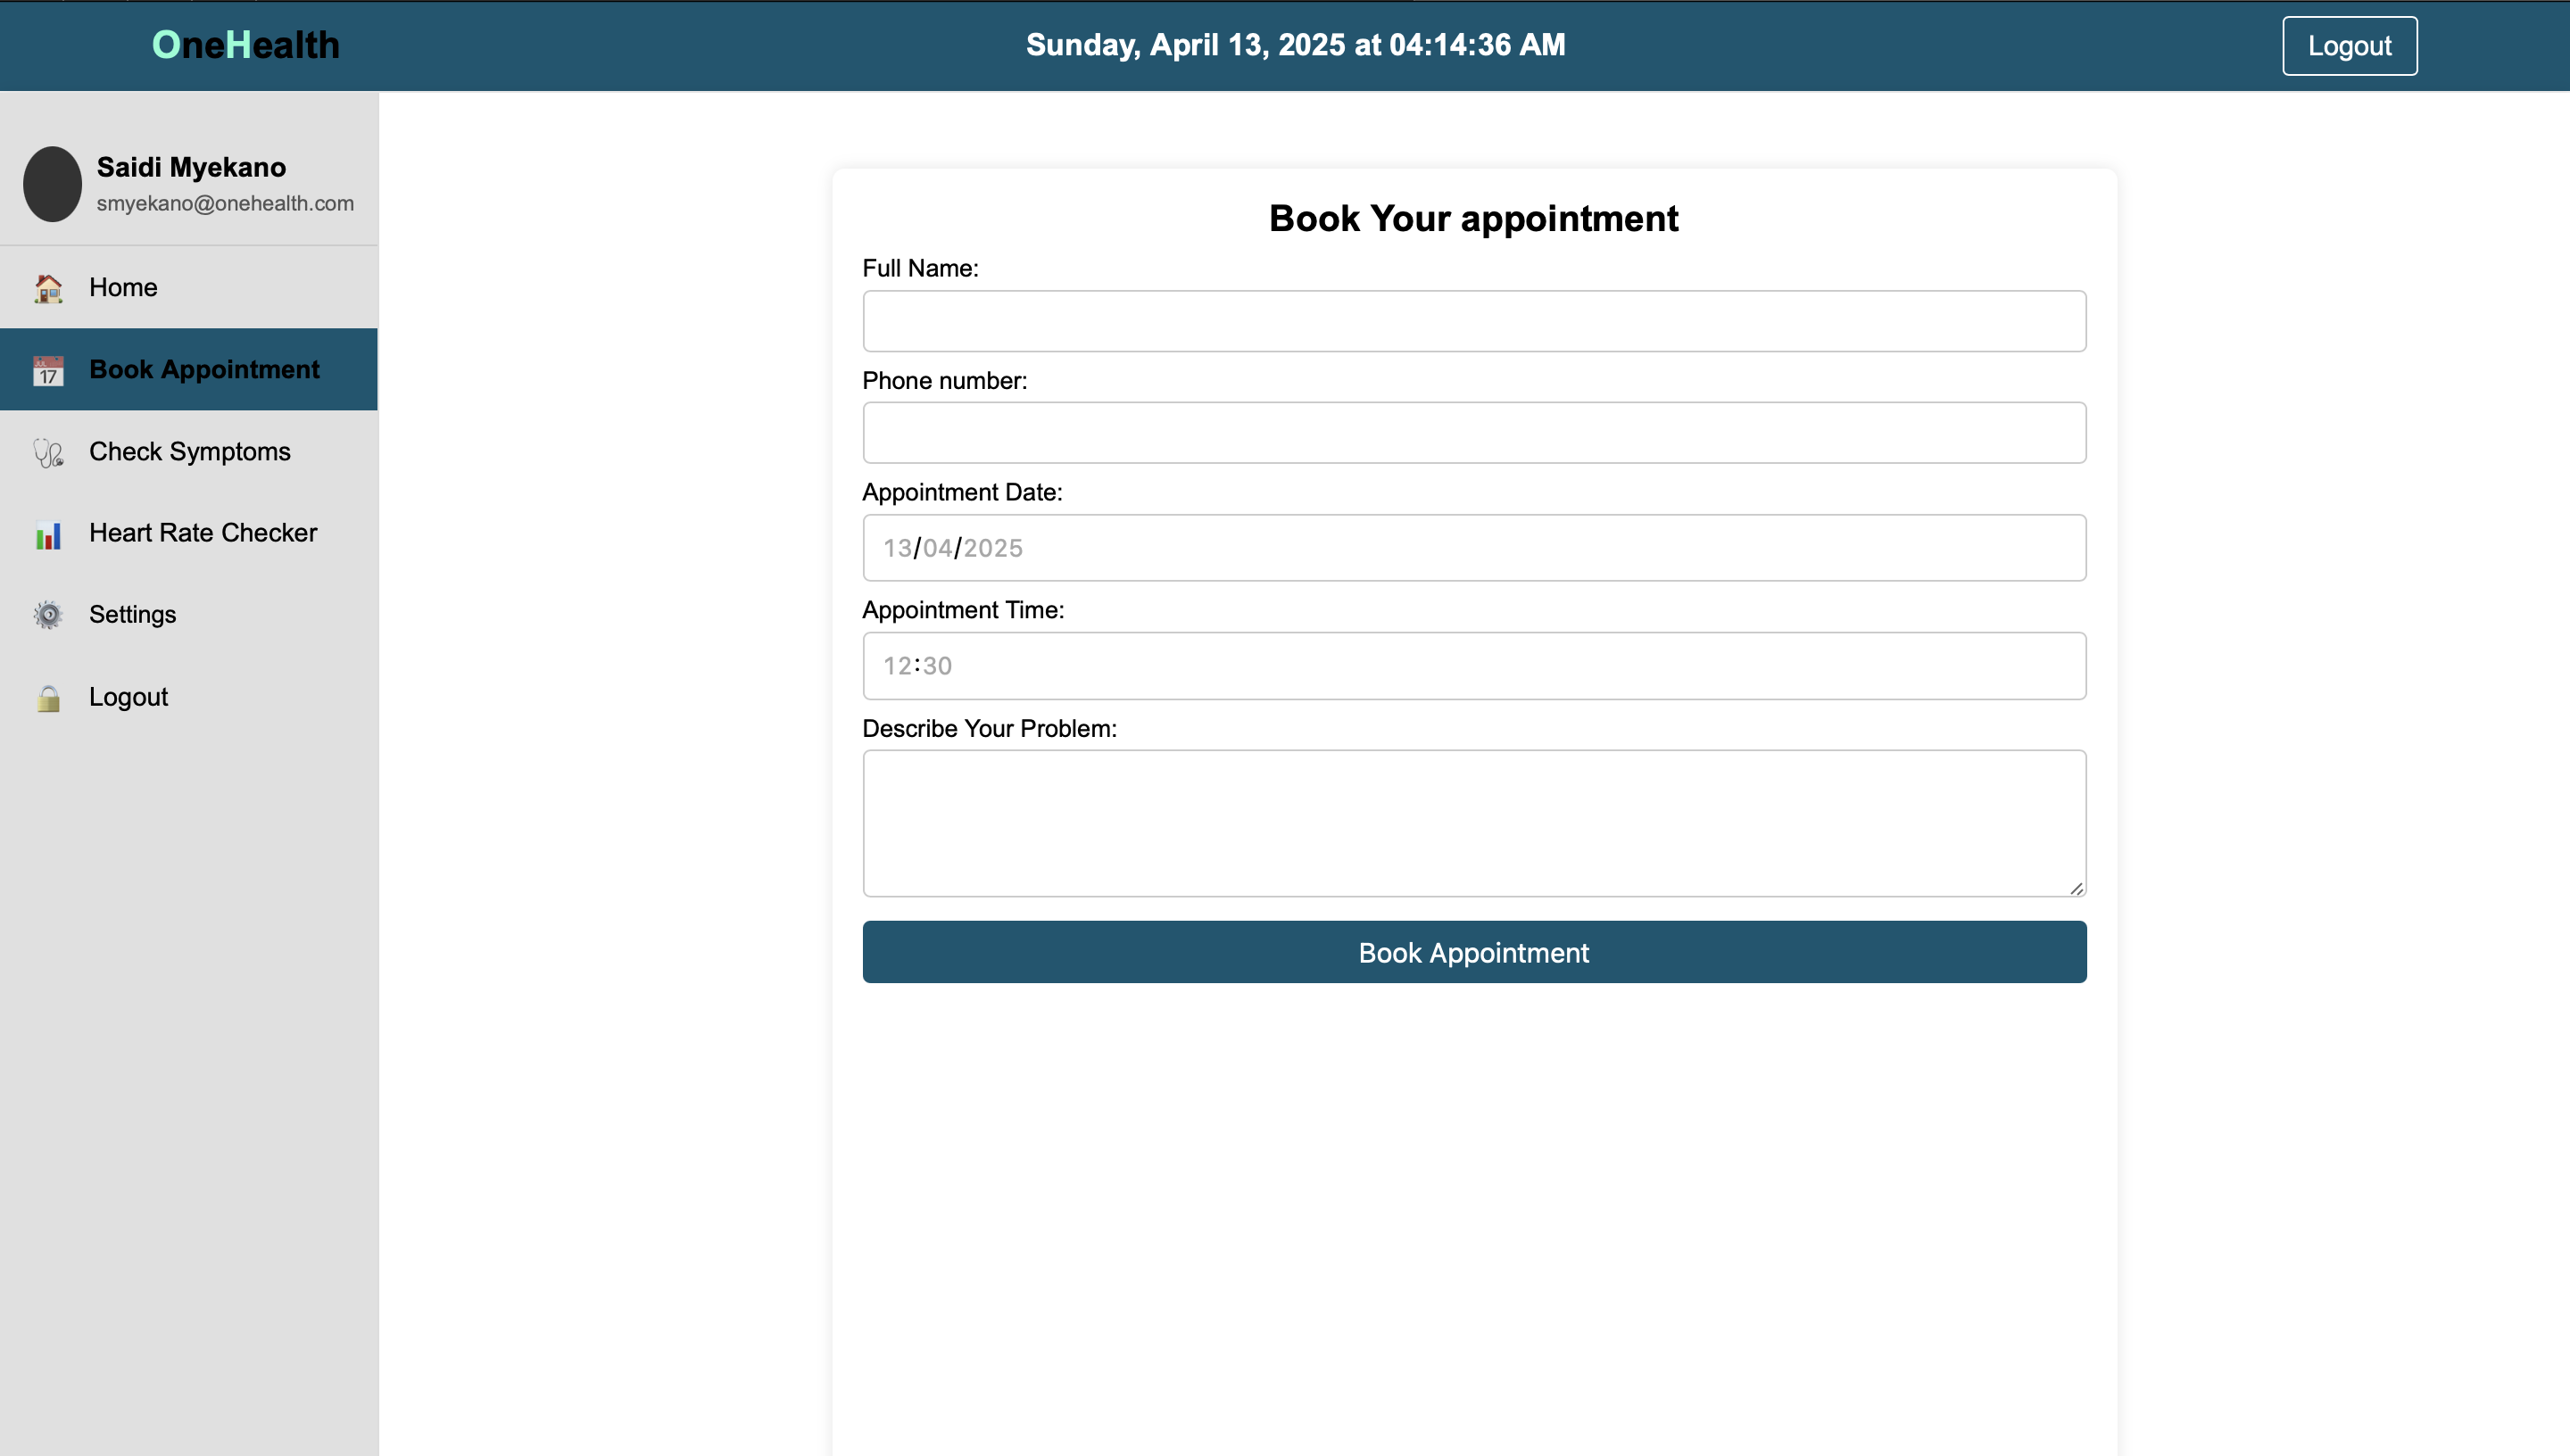 OneHealth
Sunday, April 13, 2025 at 04:14:36 AM
Logout
Saidi Myekano
smyekano@onehealth.com
Home
17
Book Appointment
Check Symptoms
Heart Rate Checker
Settings
Logout
Book Your appointment
Full Name:
Phone number:
Appointment Date:
13/04/2025
Appointment Time:
12:30
Describe Your Problem:
Book Appointment